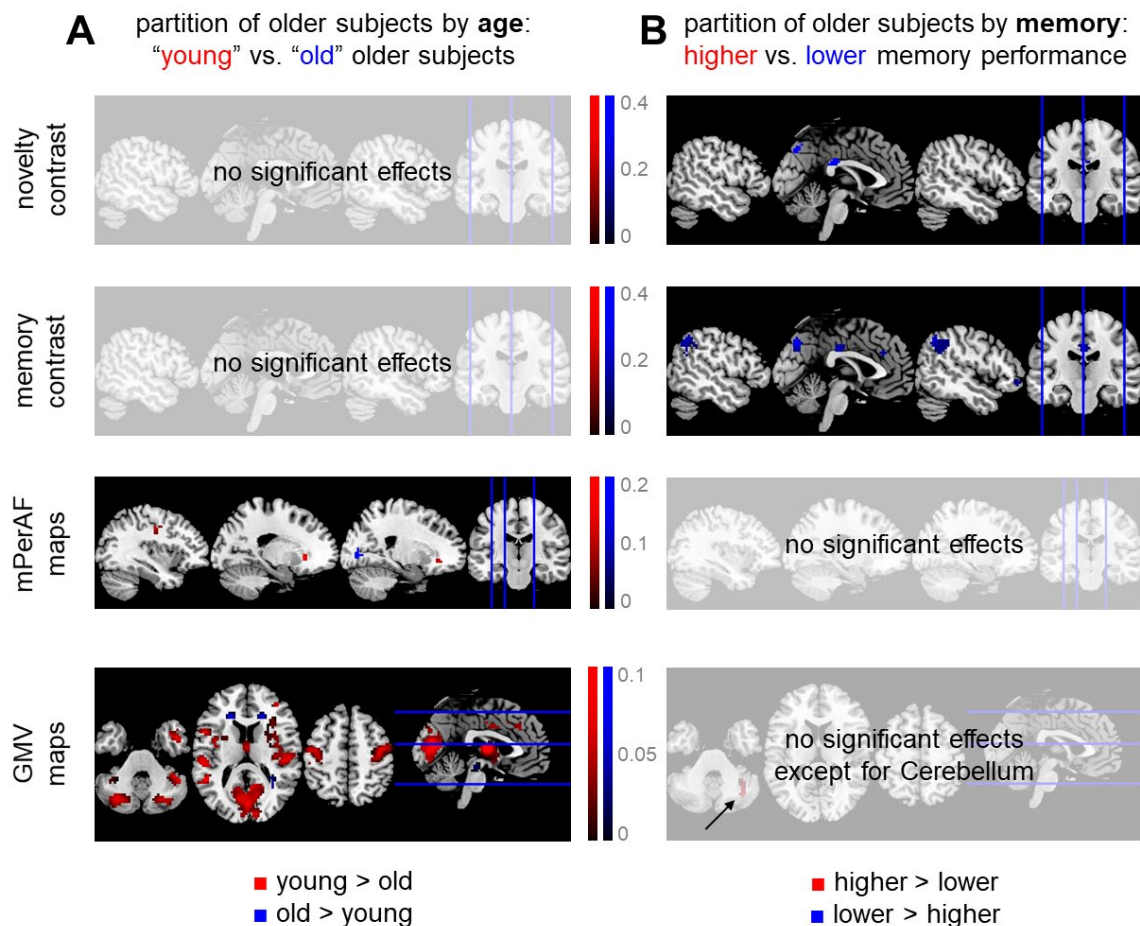 A
partition of older subjects by age:
"young" vs. "old" older subjects
B
partition of older subjects by memory:
higher vs. lower memory performance
novelty
contrast
no significant effects
0.4
0.2
0
memory
contrast
no significant effects
0.4
0.2
0
mPerAF
maps
0.2
0.1
0
no significant effects
GMV
maps
0.1
0.05
0
no significant effects
except for Cerebellum
young > old
old > young
higher > lower
lower > higher